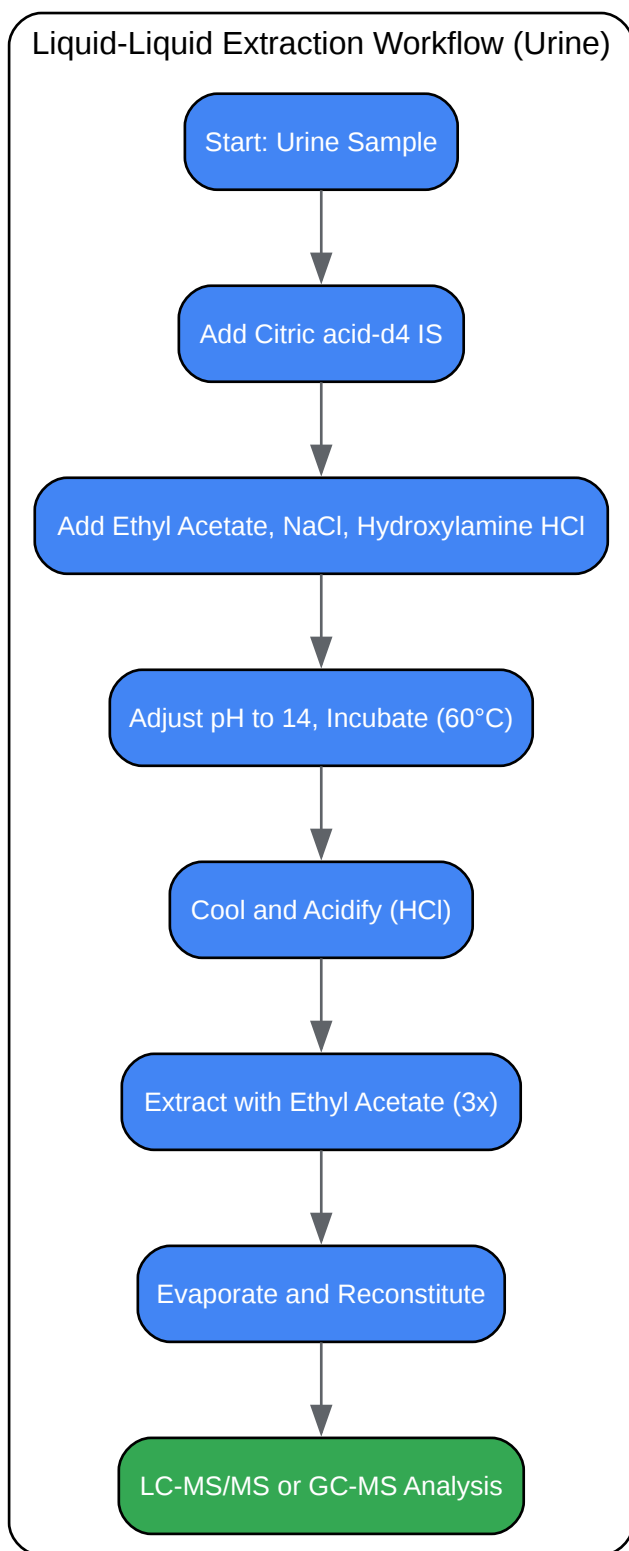 Liquid-Liquid Extraction Workflow (Urine)
Start: Urine Sample
Add Citric acid-d4 IS
Add Ethyl Acetate, NaCl, Hydroxylamine HCl
Adjust pH to 14, Incubate (60°C)
Cool and Acidify (HCl)
Extract with Ethyl Acetate (3x)
Evaporate and Reconstitute
LC-MS/MS or GC-MS Analysis